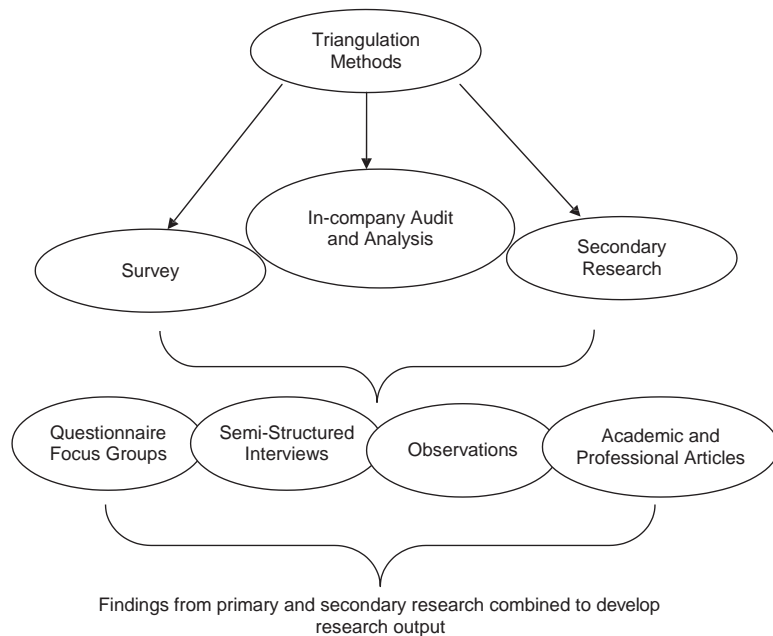 Triangulation
Methods
In-company Audit
and Analysis
Survey
Secondary
Research
Questionnaire
Focus Groups
Semi-Structured
Interviews
Observations
Academic and
Professional Articles
Findings from primary and secondary research combined to develop
research output